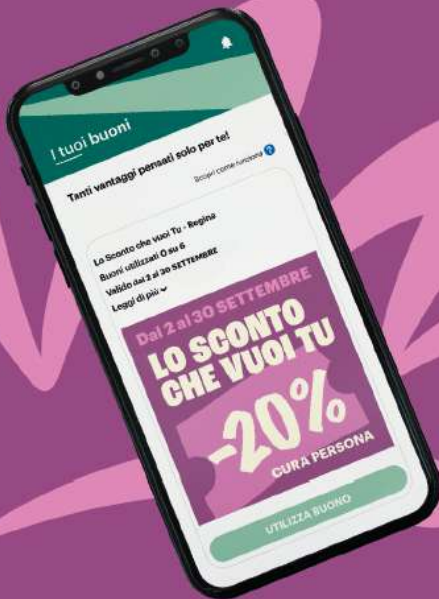 I tuoi buoni
Tanti vantaggi pensati solo per te!
Scopri come funziona ?
Lo Sconto che vuoi Tu - Regina
Buoni utilizzati 0 su 6
Valido dal 2 al 30 SETTEMBRE
Leggi di più
Dal 2 al 30 SETTEMBRE
LO SCONTO
CHE VUOI TU
-20%
CURA PERSONA
UTILIZZA BUONO